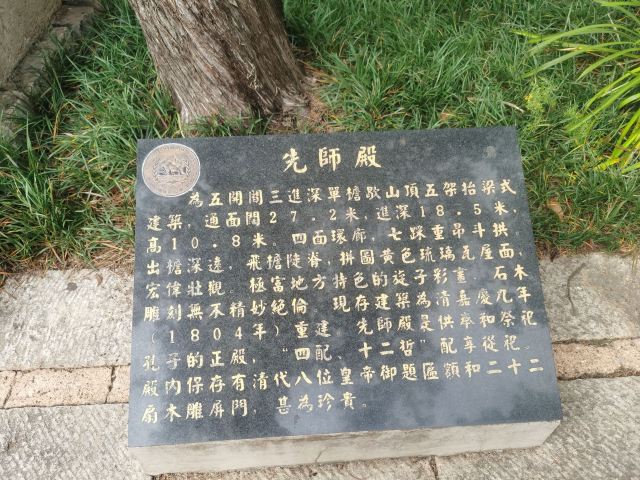 先師殿
為五開間三進深單檐歇山頂五架抬梁式
建築，通面闊27.2米，進深18.5米，
高10.8米。四面環廊，七踩重昂斗拱，
出檐深遠，飛檐陡脊，拼圖黃色琉璃瓦屋面，
宏偉壯觀。極富地方特色的旋子彩畫、石木
雕刻無不精妙絕倫。現存建築為清嘉慶九年
（1804年）重建。先師殿是供奉和祭祀
孔子的正殿，“四配、十二哲”配享從祀。
殿內保存有清代八位皇帝御題匾額和二十二
扇木雕屏門，甚為珍貴。